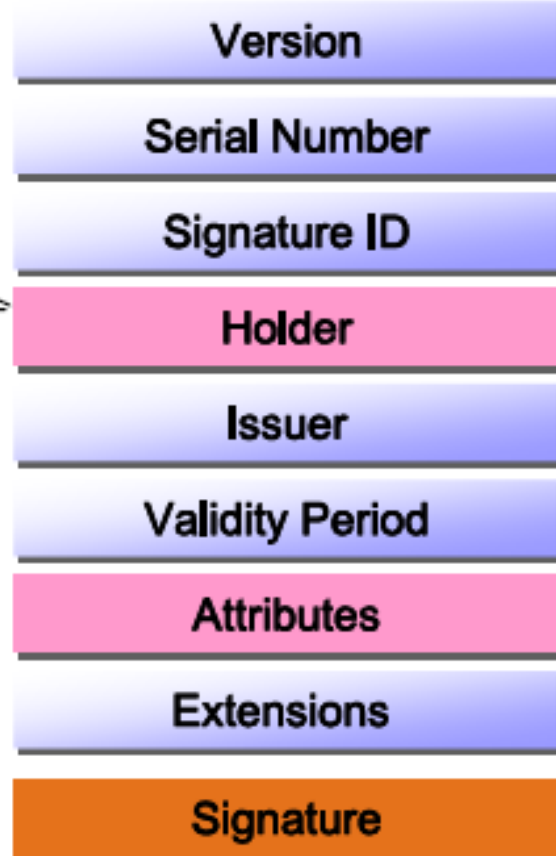 Version
Serial Number
Signature ID
Holder
Issuer
Validity Period
Attributes
Extensions
Signature